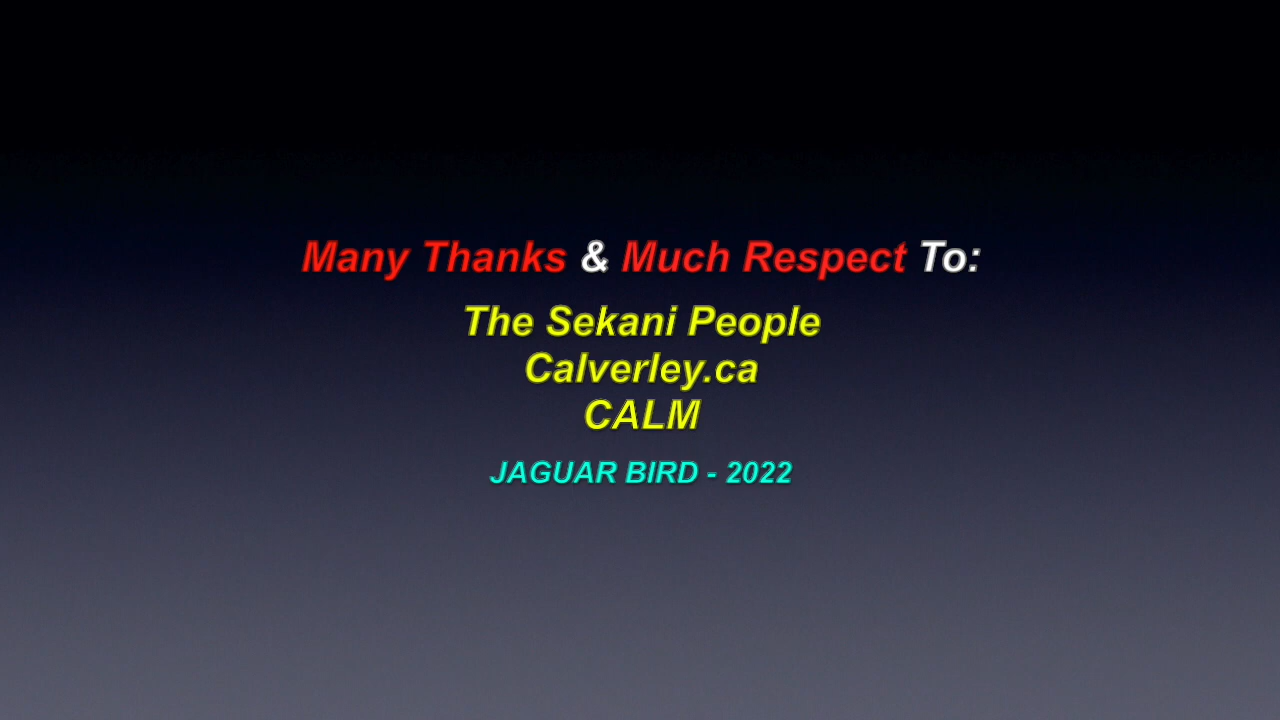 Many Thanks & Much Respect To:
The Sekani People
Calverley.ca
CALM
JAGUAR BIRD - 2022